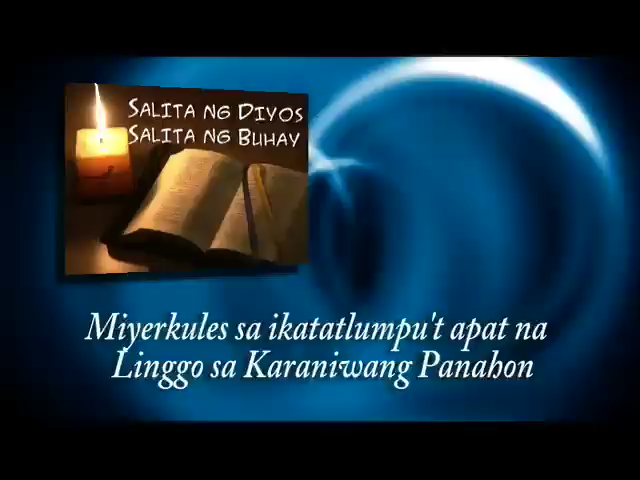 SALITA NG DIYOS
SALITA NG BUHAY
Miyerkules sa ikatatlumpu't apat na
Linggo sa Karaniwang Panahon